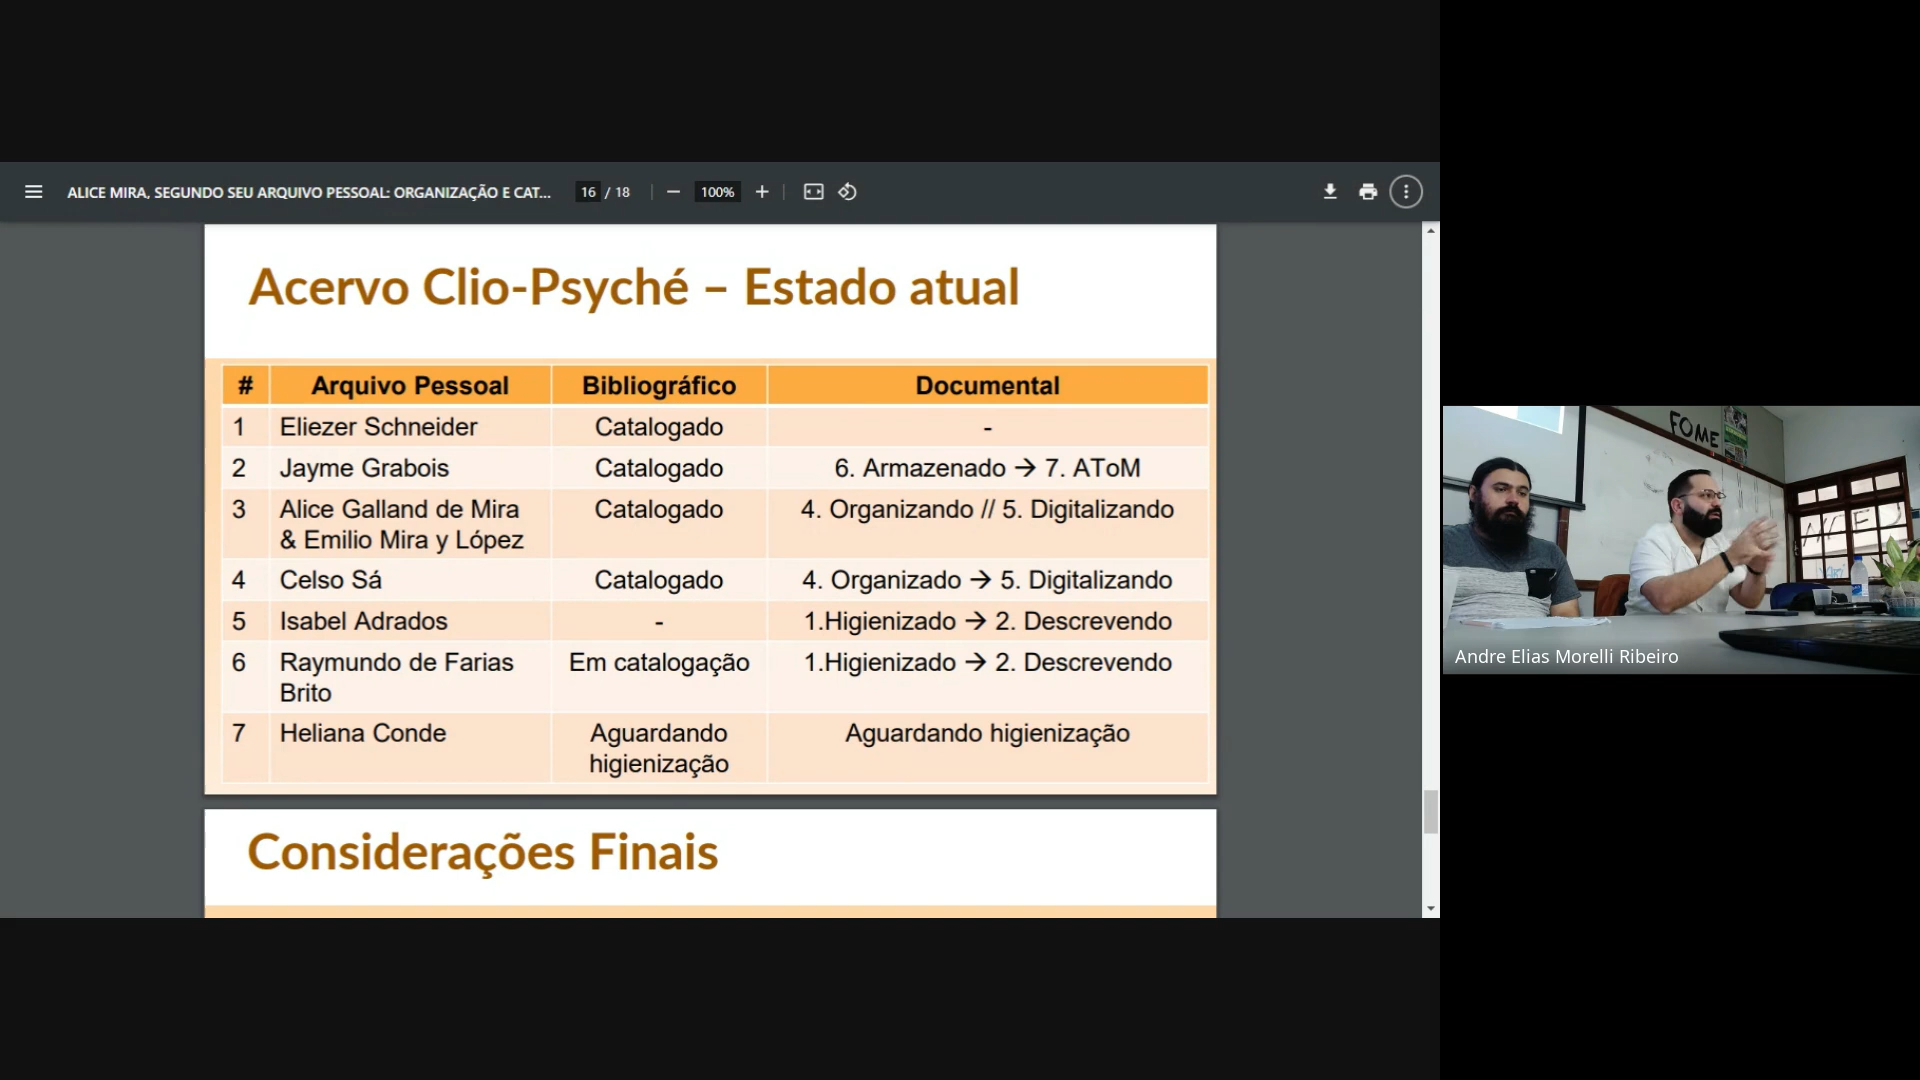 ALICE MIRA, SEGUNDO SEU ARQUIVO PESSOAL: ORGANIZAÇÃO E CAT... 16 / 18 100%
Acervo Clio-Psyché – Estado atual
# Arquivo Pessoal Bibliográfico Documental
1 Eliezer Schneider Catalogado -
2 Jayme Grabois Catalogado 6. Armazenado → 7. AToM
3 Alice Galland de Mira Catalogado 4. Organizando // 5. Digitalizando
& Emilio Mira y López
4 Celso Sá Catalogado 4. Organizado → 5. Digitalizando
5 Isabel Adrados - 1.Higienizado → 2. Descrevendo
6 Raymundo de Farias Em catalogação 1.Higienizado → 2. Descrevendo
Brito
7 Heliana Conde Aguardando Aguardando higienização
higienização
Considerações Finais
FOME
Andre Elias Morelli Ribeiro